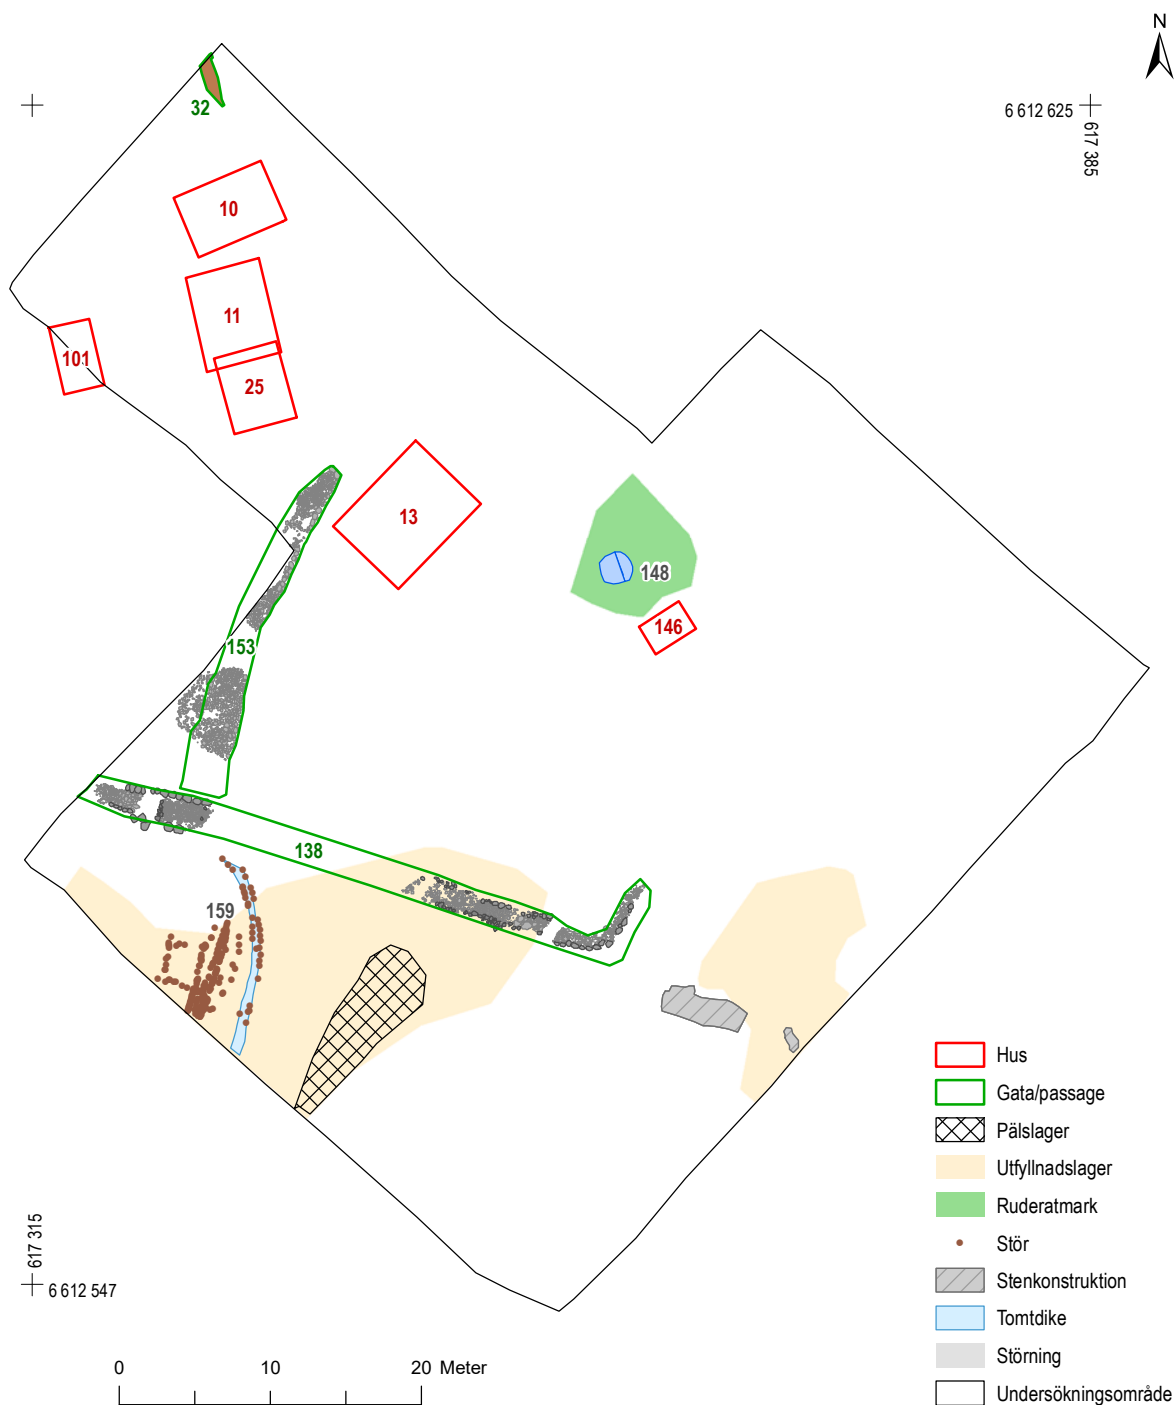 N
6 612 625
617 385
32
10
11
101
25
13
148
146
153
138
159
Hus
Gata/passage
Pälslager
Utfyllnadslager
Ruderatmark
Stör
Stenkonstruktion
Tomtdike
Störning
Undersökningsområde
617 315
6 612 547
0 10 20 Meter